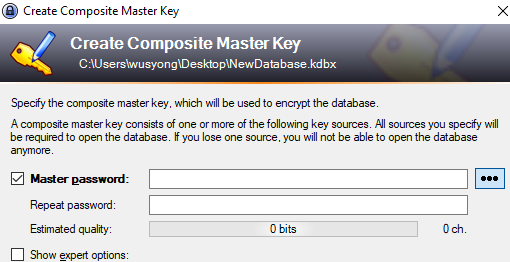 Create Composite Master Key
Create Composite Master Key
C:\Users\wusyong\Desktop\NewDatabase.kdbx
Specify the composite master key, which will be used to encrypt the database.
A composite master key consists of one or more of the following key sources. All sources you specify will
be required to open the database. If you lose one source, you will not be able to open the database
anymore.
Master password:
Repeat password:
Estimated quality: 0 bits 0 ch.
Show expert options: